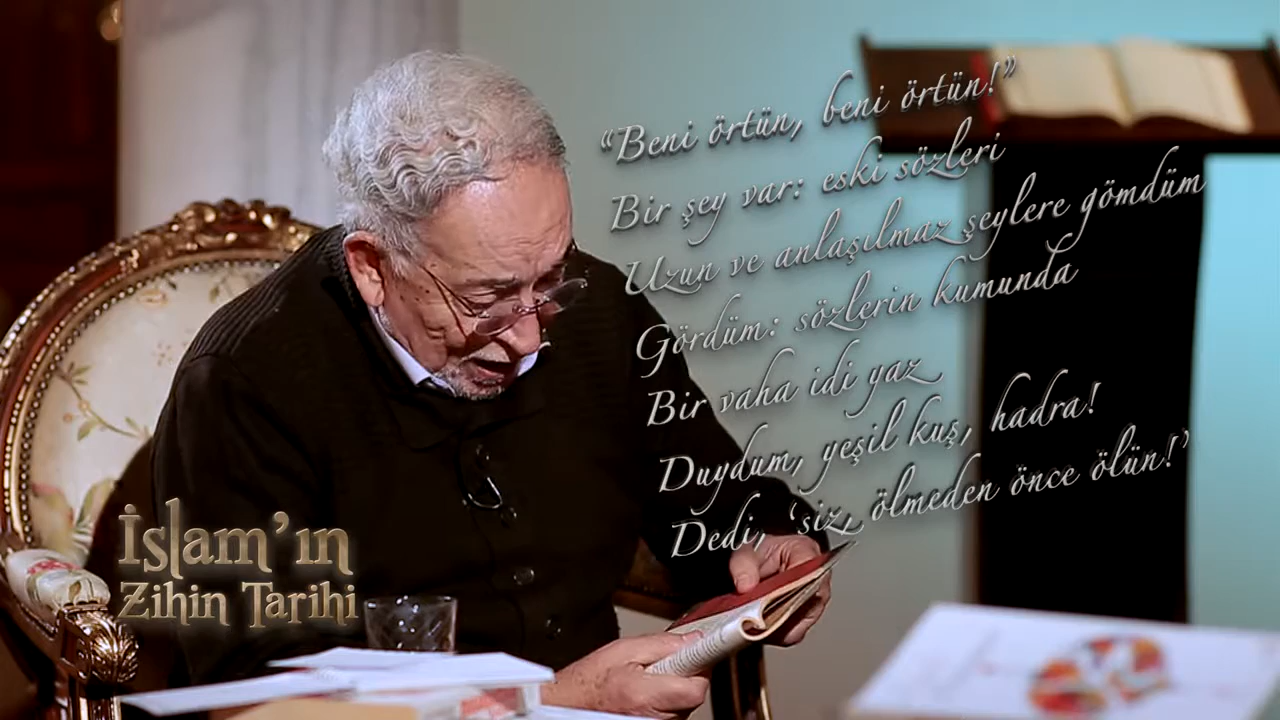 “Beni örtün, beni örtün!”
Bir şey var: eski sözleri
Uzun ve anlaşılmaz şeylere gömdüm
Gördüm: sözlerin kumunda
Bir vaha idi yaz
Duydum, yeşil kuş, hadra!
Dedi, ‘siz, ölmeden önce ölün!’
İslam’ın
Zihin Tarihi